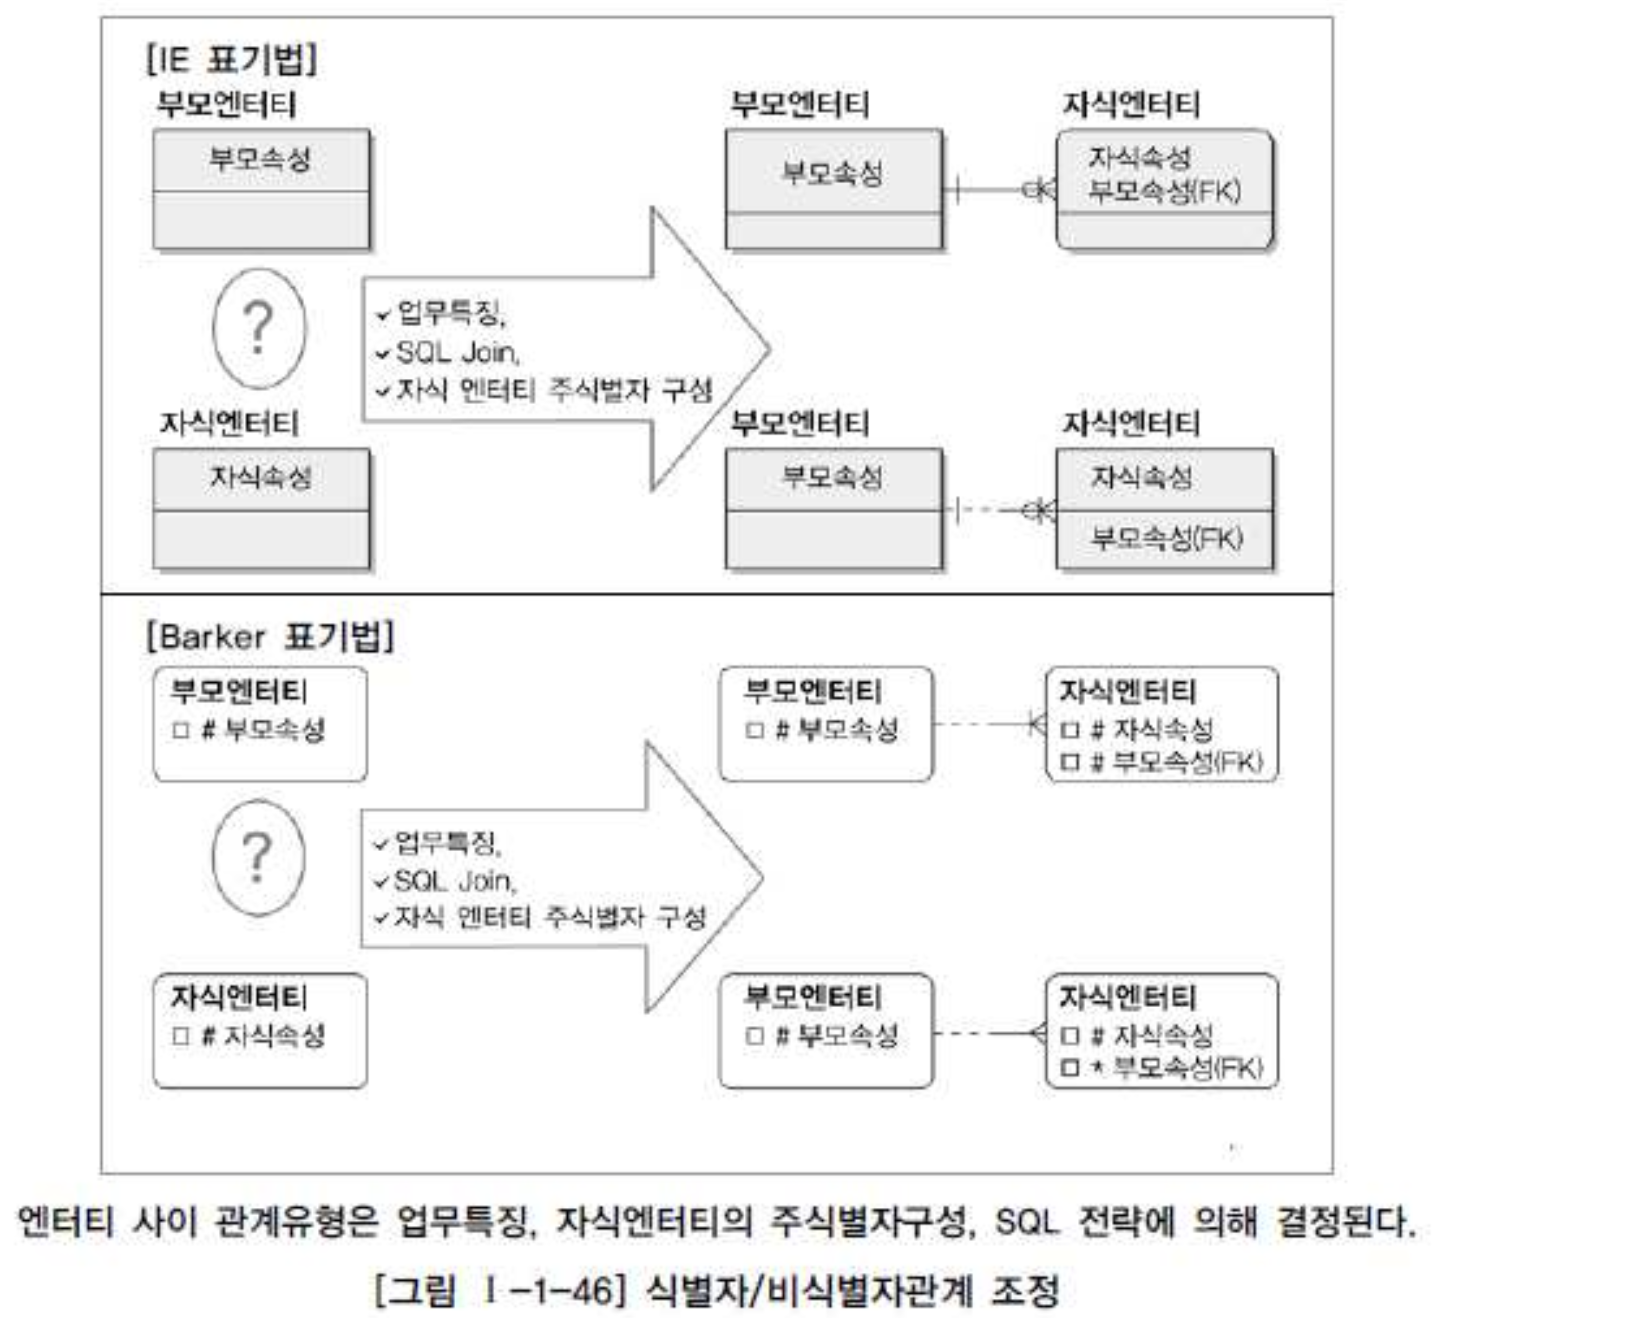 [IE 표기법]
부모엔터티
부모속성
?
자식엔터티
자식속성
✓업무특징,
✓SQL Join,
✓자식 엔터티 주식별자 구성
부모엔터티
부모속성
자식엔터티
자식속성
부모속성(FK)
부모엔터티
부모속성
자식엔터티
자식속성
부모속성(FK)
[Barker 표기법]
부모엔터티
□ # 부모속성
?
자식엔터티
□ # 자식속성
✓업무특징,
✓SQL Join,
✓자식 엔터티 주식별자 구성
부모엔터티
□ # 부모속성
자식엔터티
□ # 자식속성
□ # 부모속성(FK)
부모엔터티
□ # 부모속성
자식엔터티
□ # 자식속성
□ * 부모속성(FK)
엔터티 사이 관계유형은 업무특징, 자식엔터티의 주식별자구성, SQL 전략에 의해 결정된다.
[그림 Ⅰ-1-46] 식별자/비식별자관계 조정